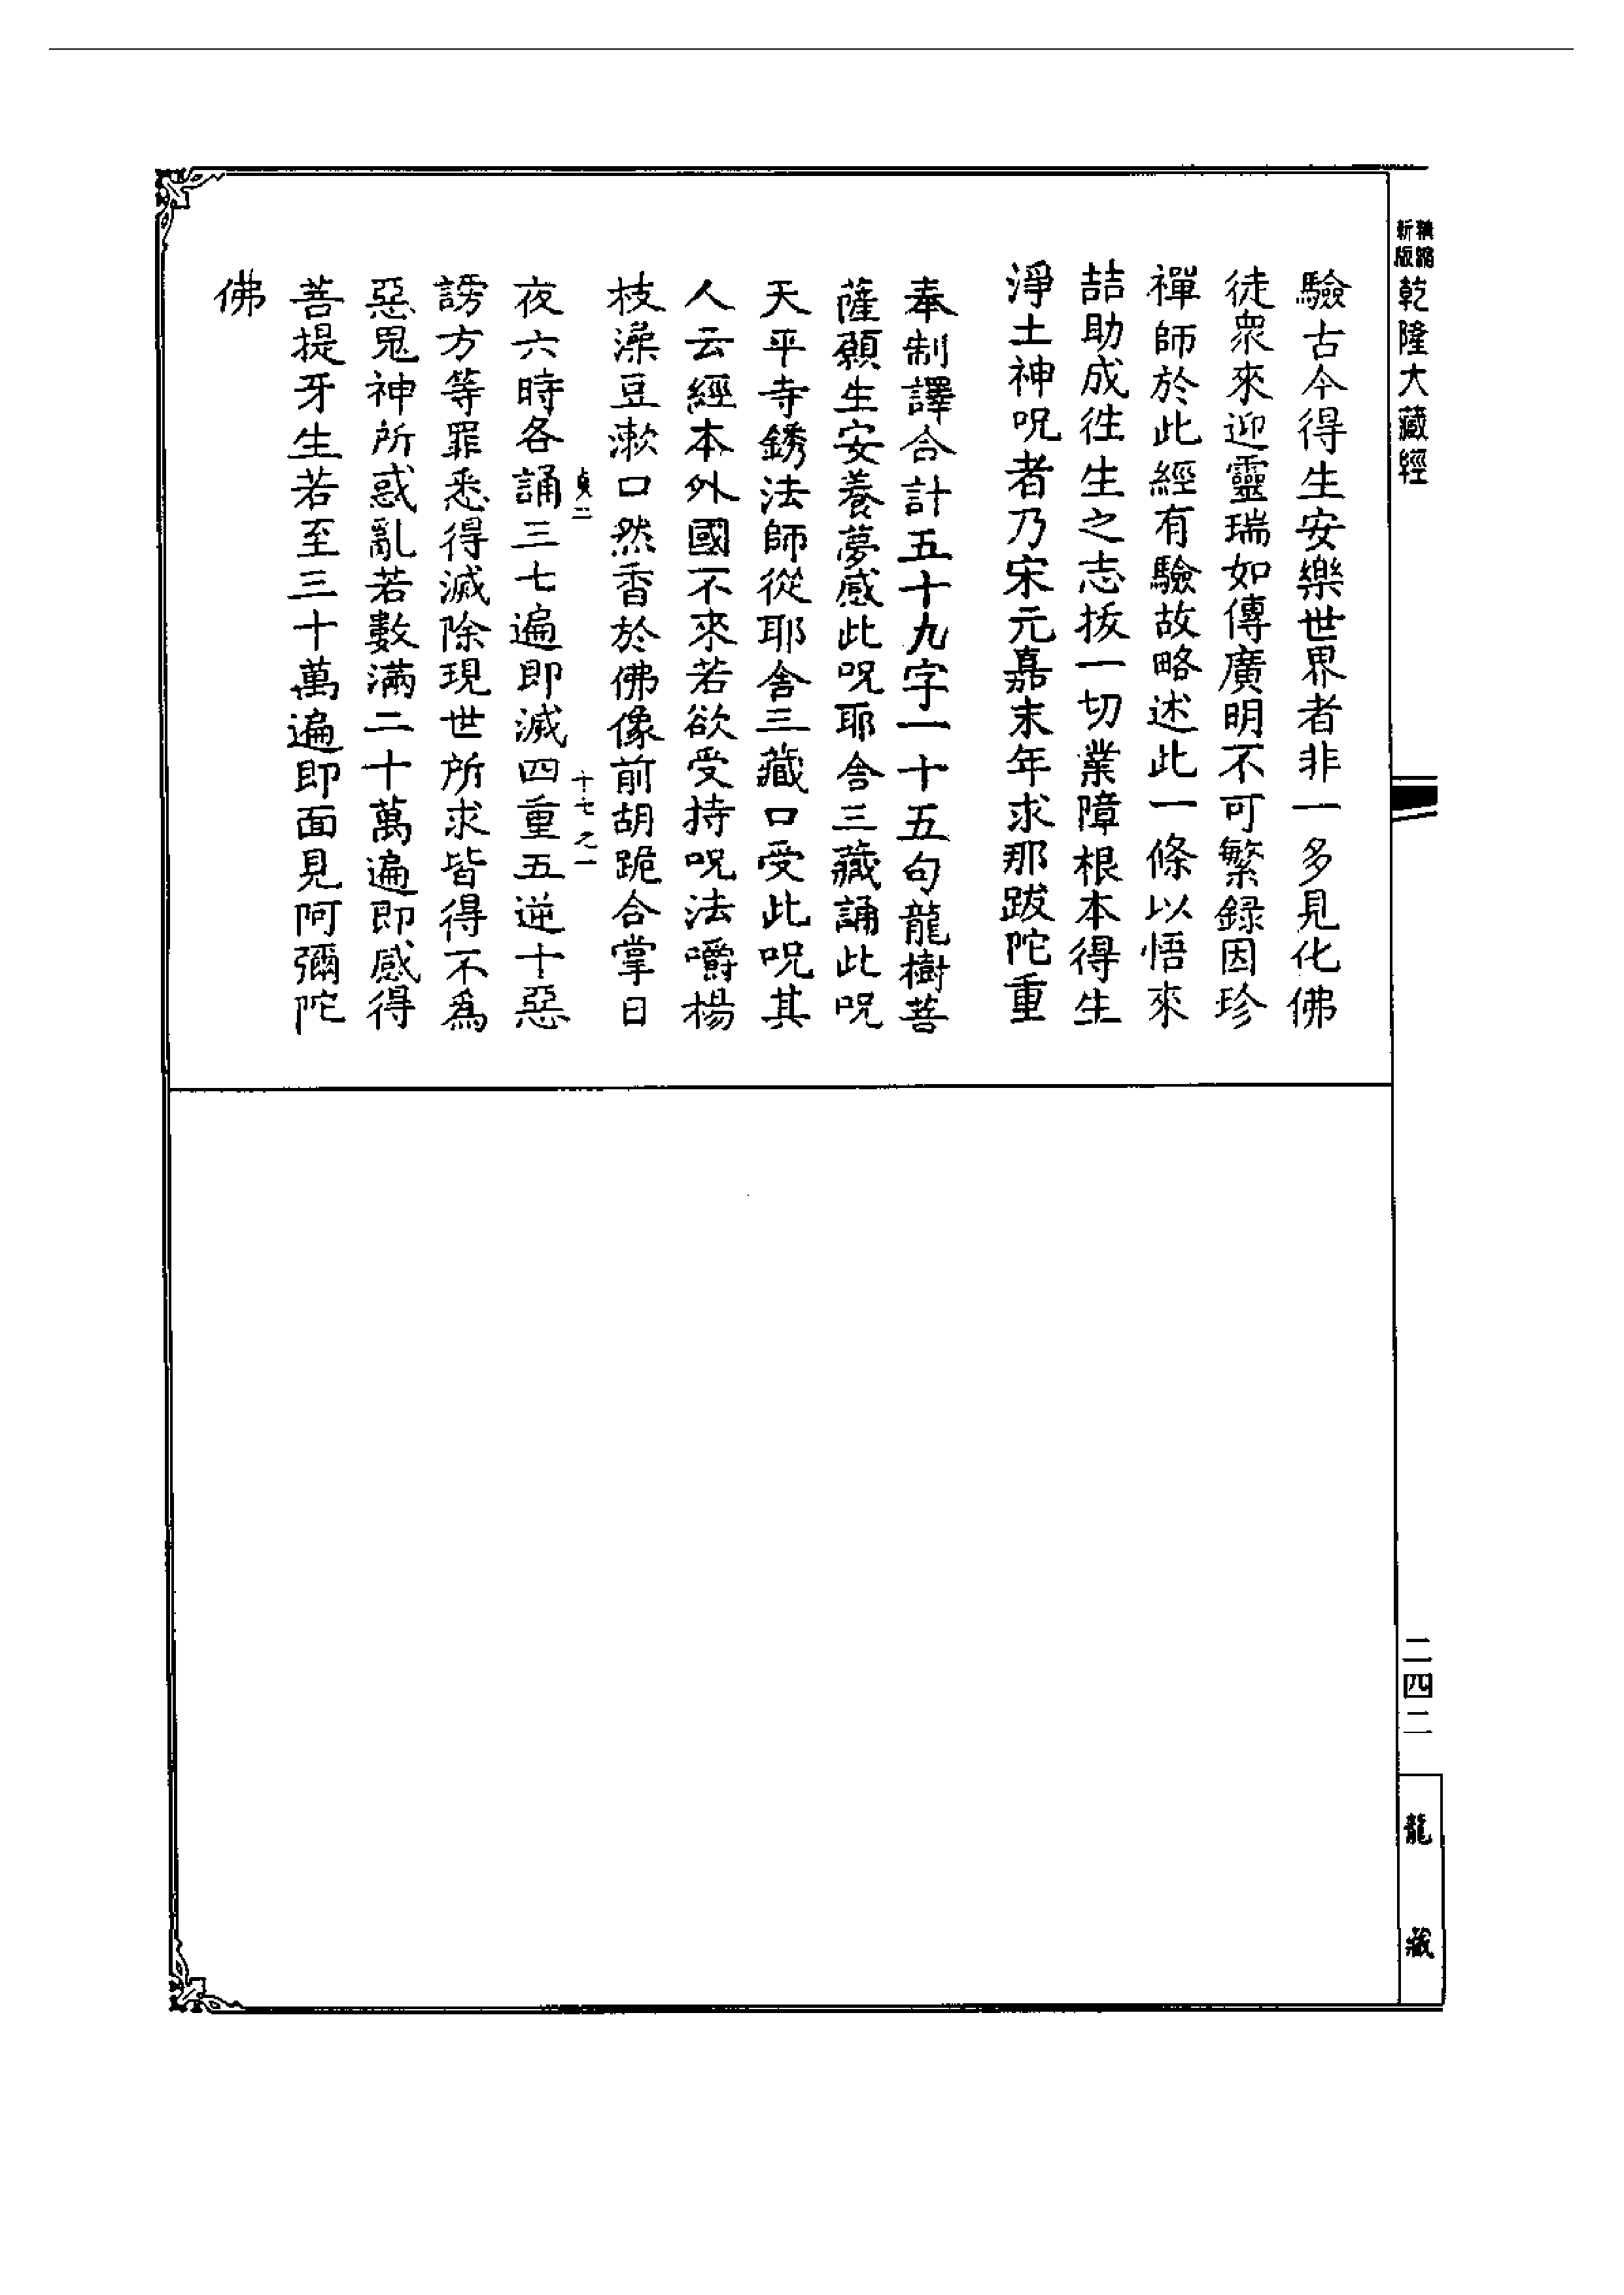 新版精縮乾隆大藏經
驗古今得生安樂世界者非一多見化佛
徒衆來迎靈瑞如傳廣明不可繁録因珍
禪師於此經有驗故略述此一條以悟來
喆助成徃生之志拔一切業障根本得生
淨土神呪者乃宋元嘉末年求那跋陀重
奉制譯合計五十九字一十五句龍樹菩
薩願生安養夢感此呪耶舍三藏誦此呪
天平寺銹法師從耶舍三藏口受此呪其
人云經本外國不來若欲受持呪法嚼楊
枝澡豆漱口然香於佛像前胡跪合掌日
貞二 十七之一
夜六時各誦三七遍即滅四重五逆十惡
謗方等罪悉得滅除現世所求皆得不爲
惡鬼神所惑亂若數滿二十萬遍即感得
菩提牙生若至三十萬遍即面見阿彌陀
佛
二四二
龍藏